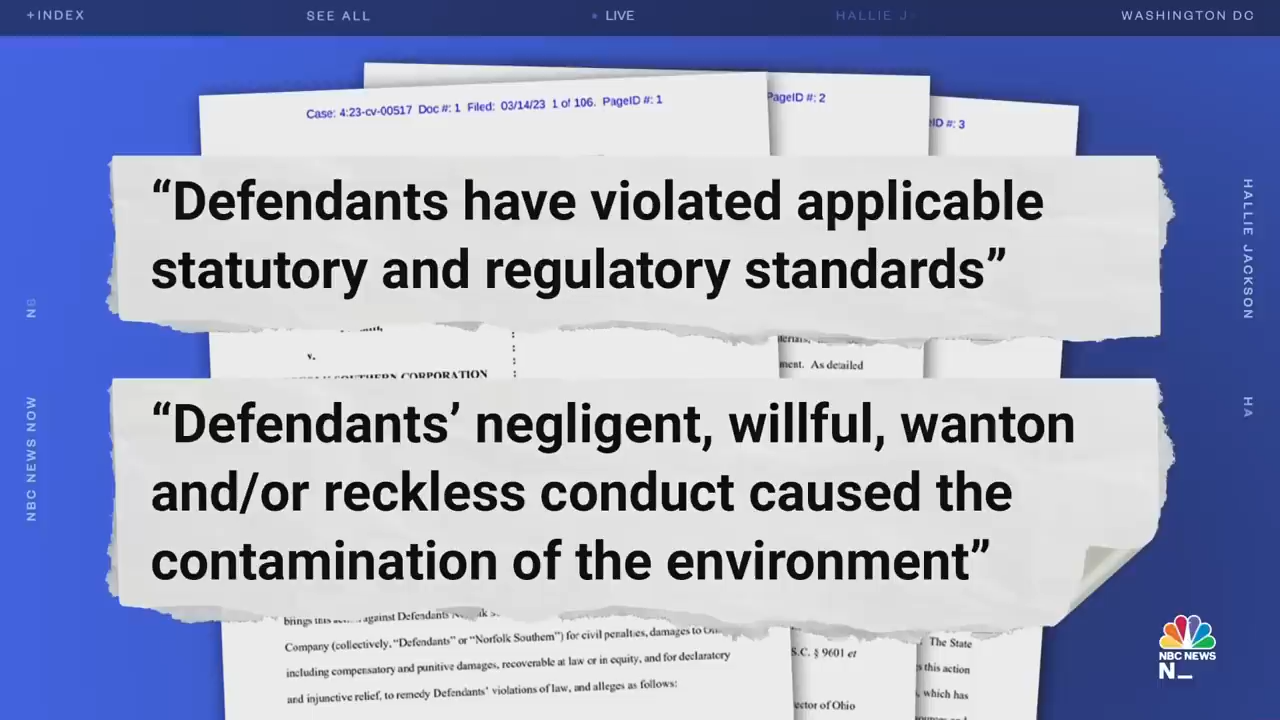 +INDEX
SEE ALL
LIVE
HALLIE J
WASHINGTON DC
Case: 4:23-cv-00517 Doc #: 1 Filed: 03/14/23 1 of 106. PageID #: 1
PageID #: 2
#: 3
“Defendants have violated applicable
statutory and regulatory standards”
v.
SOUTHERN CORPORATION
ment. As detailed
“Defendants’ negligent, willful, wanton
and/or reckless conduct caused the
contamination of the environment”
brings this against Defendants
Company (collectively, “Defendants” or “Norfolk Southern”) for civil penalties, damages to
including compensatory and punitive damages, recoverable at law or in equity, and for declaratory
and injunctive relief, to remedy Defendants’ violations of law, and alleges as follows:
S.C. § 9601 et
ector of Ohio
The State
s this action
, which has
NBC NEWS NOW
N
HALLIE JACKSON
HA
NBC NEWS
N_